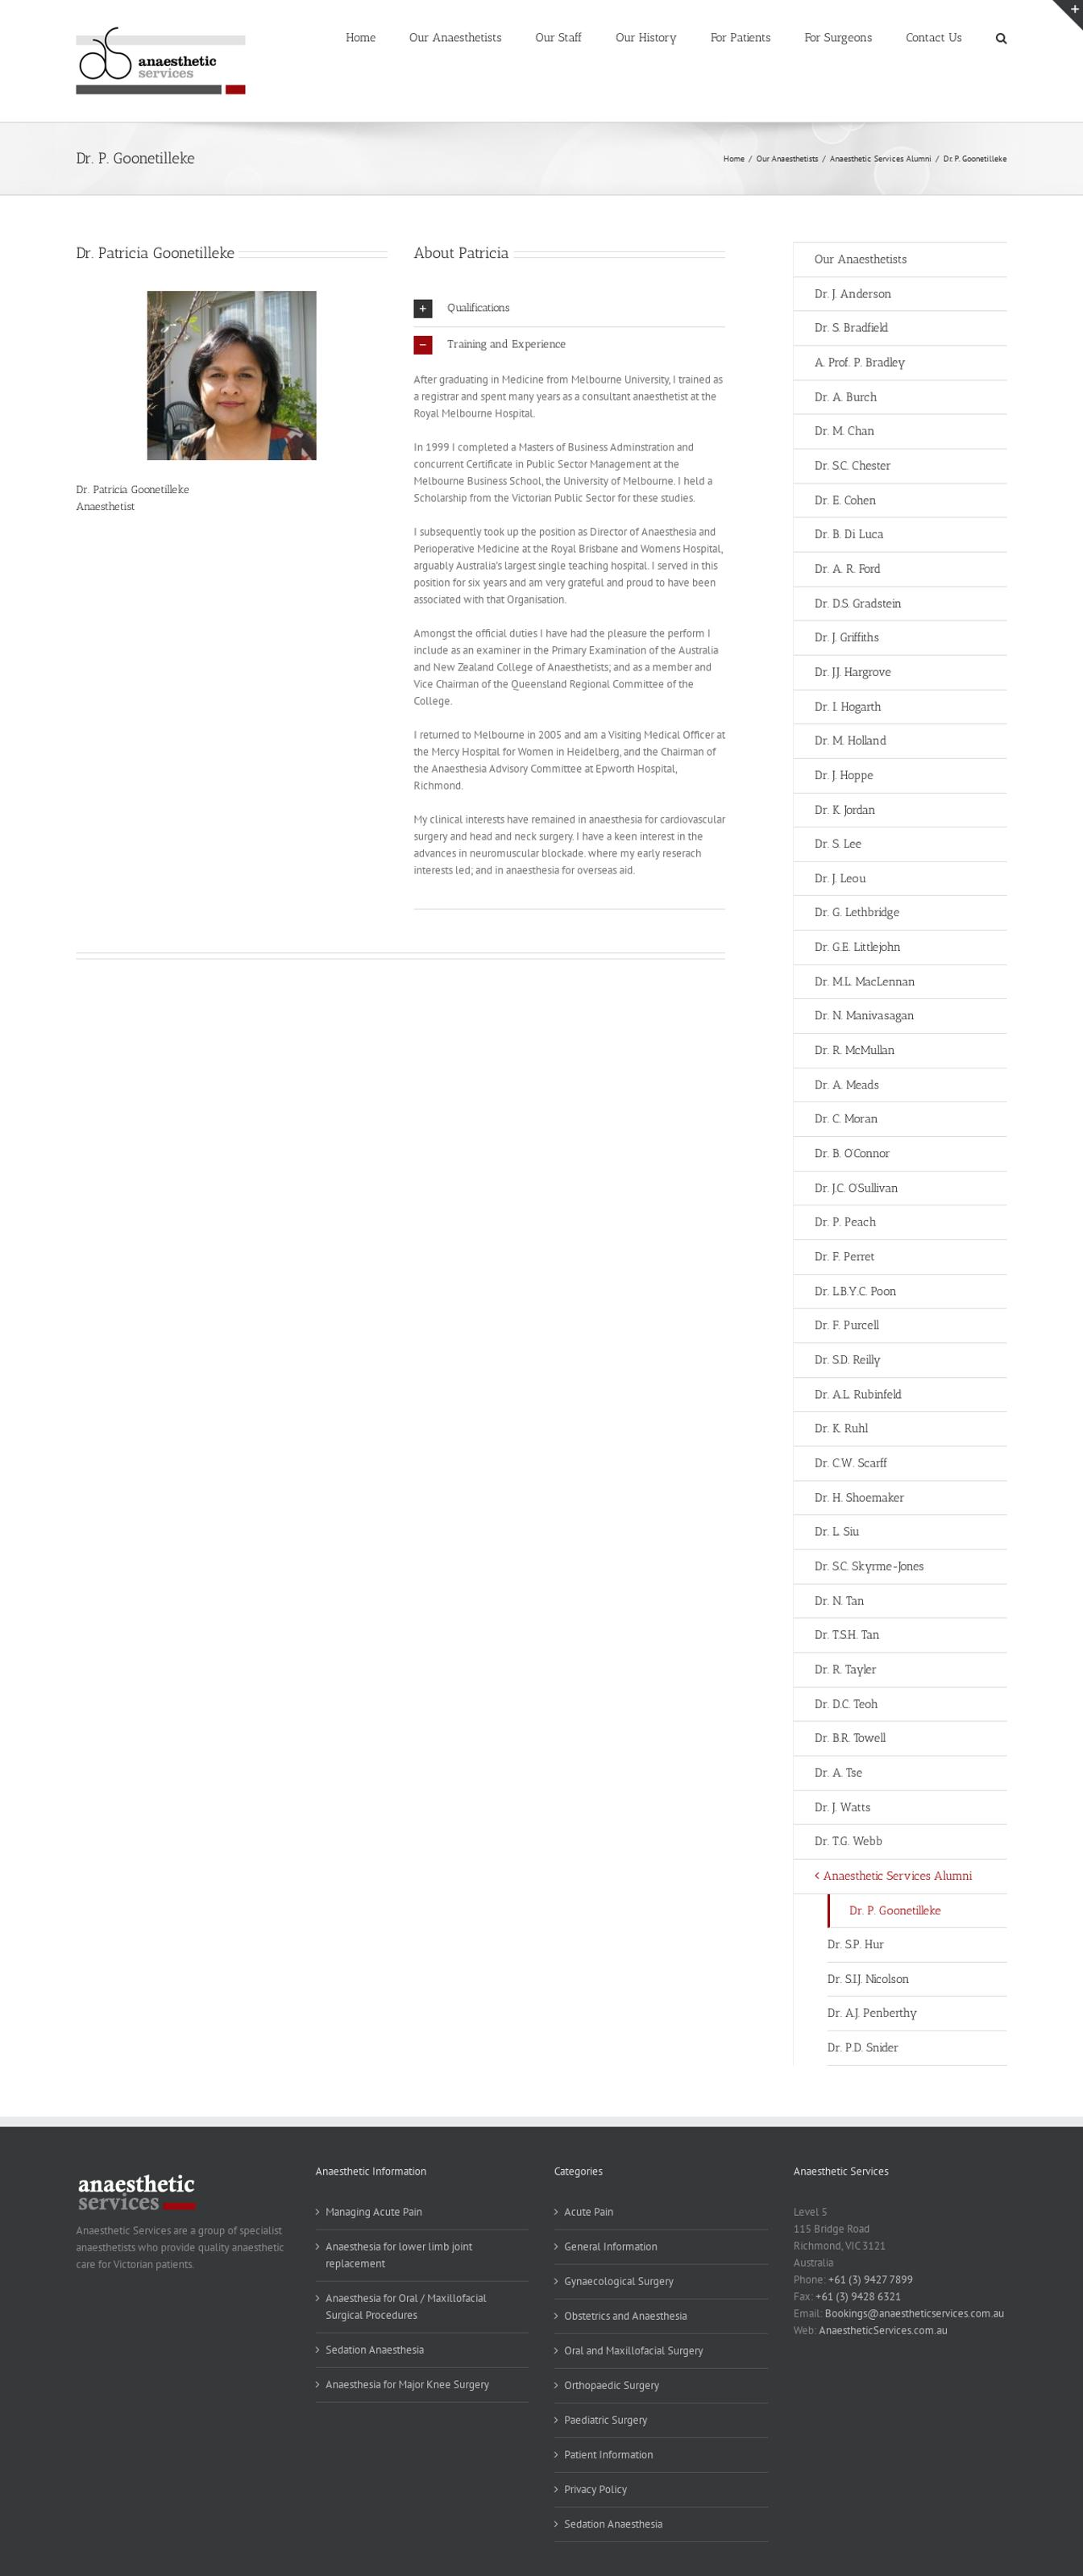 anaesthetic
services
Home Our Anaesthetists Our Staff Our History For Patients For Surgeons Contact Us
Dr. P. Goonetilleke
Home / Our Anaesthetists / Anaesthetic Services Alumni / Dr. P. Goonetilleke
Dr. Patricia Goonetilleke
Dr. Patricia Goonetilleke
Anaesthetist
About Patricia
Qualifications
Training and Experience
After graduating in Medicine from Melbourne University, I trained as
a registrar and spent many years as a consultant anaesthetist at the
Royal Melbourne Hospital.
In 1999 I completed a Masters of Business Adminstration and
concurrent Certificate in Public Sector Management at the
Melbourne Business School, the University of Melbourne. I held a
Scholarship from the Victorian Public Sector for these studies.
I subsequently took up the position as Director of Anaesthesia and
Perioperative Medicine at the Royal Brisbane and Womens Hospital,
arguably Australia's largest single teaching hospital. I served in this
position for six years and am very grateful and proud to have been
associated with that Organisation.
Amongst the official duties I have had the pleasure the perform I
include as an examiner in the Primary Examination of the Australia
and New Zealand College of Anaesthetists; and as a member and
Vice Chairman of the Queensland Regional Committee of the
College.
I returned to Melbourne in 2005 and am a Visiting Medical Officer at
the Mercy Hospital for Women in Heidelberg, and the Chairman of
the Anaesthesia Advisory Committee at Epworth Hospital,
Richmond.
My clinical interests have remained in anaesthesia for cardiovascular
surgery and head and neck surgery. I have a keen interest in the
advances in neuromuscular blockade. where my early reserach
interests led; and in anaesthesia for overseas aid.
Our Anaesthetists
Dr. J. Anderson
Dr. S. Bradfield
A. Prof. P. Bradley
Dr. A. Burch
Dr. M. Chan
Dr. S.C. Chester
Dr. E. Cohen
Dr. B. Di Luca
Dr. A. R. Ford
Dr. D.S. Gradstein
Dr. J. Griffiths
Dr. J.J. Hargrove
Dr. I. Hogarth
Dr. M. Holland
Dr. J. Hoppe
Dr. K. Jordan
Dr. S. Lee
Dr. J. Leou
Dr. G. Lethbridge
Dr. G.E. Littlejohn
Dr. M.L. MacLennan
Dr. N. Manivasagan
Dr. R. McMullan
Dr. A. Meads
Dr. C. Moran
Dr. B. O'Connor
Dr. J.C. O'Sullivan
Dr. P. Peach
Dr. F. Perret
Dr. L.B.Y.C. Poon
Dr. F. Purcell
Dr. S.D. Reilly
Dr. A.L. Rubinfeld
Dr. K. Ruhl
Dr. C.W. Scarff
Dr. H. Shoemaker
Dr. L. Siu
Dr. S.C. Skyrme-Jones
Dr. N. Tan
Dr. T.S.H. Tan
Dr. R. Tayler
Dr. D.C. Teoh
Dr. B.R. Towell
Dr. A. Tse
Dr. J. Watts
Dr. T.G. Webb
Anaesthetic Services Alumni
Dr. P. Goonetilleke
Dr. S.P. Hur
Dr. S.I.J. Nicolson
Dr. A.J. Penberthy
Dr. P.D. Snider
anaesthetic
services
Anaesthetic Services are a group of specialist
anaesthetists who provide quality anaesthetic
care for Victorian patients.
Anaesthetic Information
Managing Acute Pain
Anaesthesia for lower limb joint
replacement
Anaesthesia for Oral / Maxillofacial
Surgical Procedures
Sedation Anaesthesia
Anaesthesia for Major Knee Surgery
Categories
Acute Pain
General Information
Gynaecological Surgery
Obstetrics and Anaesthesia
Oral and Maxillofacial Surgery
Orthopaedic Surgery
Paediatric Surgery
Patient Information
Privacy Policy
Sedation Anaesthesia
Anaesthetic Services
Level 5
115 Bridge Road
Richmond, VIC 3121
Australia
Phone: +61 (3) 9427 7899
Fax: +61 (3) 9428 6321
Email: Bookings@anaestheticservices.com.au
Web: AnaestheticServices.com.au